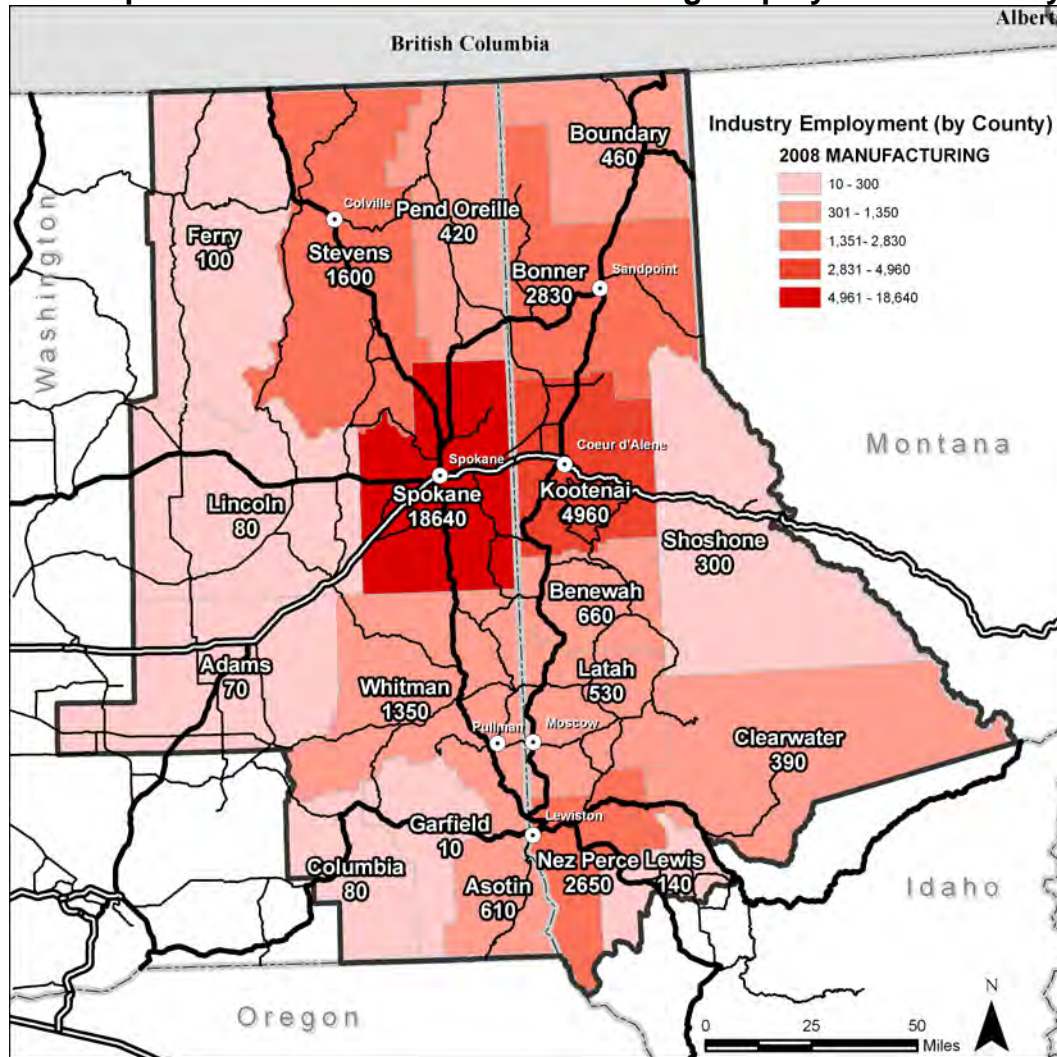 British Columbia
Industry Employment (by County)
2008 MANUFACTURING
10 - 300
301 - 1,350
1,351- 2,830
2,831 - 4,960
4,961 - 18,640
Boundary
460
Colville
Pend Oreille
420
Ferry
100
Stevens
1600
Bonner
2830
Sandpoint
Washington
Montana
Coeur d'Alene
Spokane
Spokane
18640
Kootenai
4960
Lincoln
80
Shoshone
300
Benewah
660
Adams
70
Latah
530
Whitman
1350
Pullman
Moscow
Clearwater
390
Garfield
10
Lewiston
Columbia
80
Asotin
610
Nez Perce
2650
Lewis
140
Idaho
Oregon
N
0 25 50
Miles